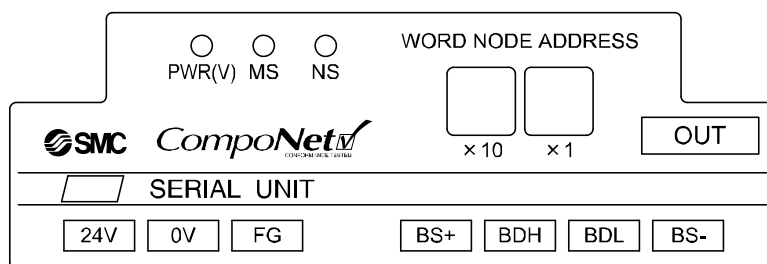 WORD NODE ADDRESS
PWR(V) MS NS
SMC CompoNet
CONFORMANCE TESTED
×10 ×1
OUT
SERIAL UNIT
24V 0V FG BS+ BDH BDL BS-